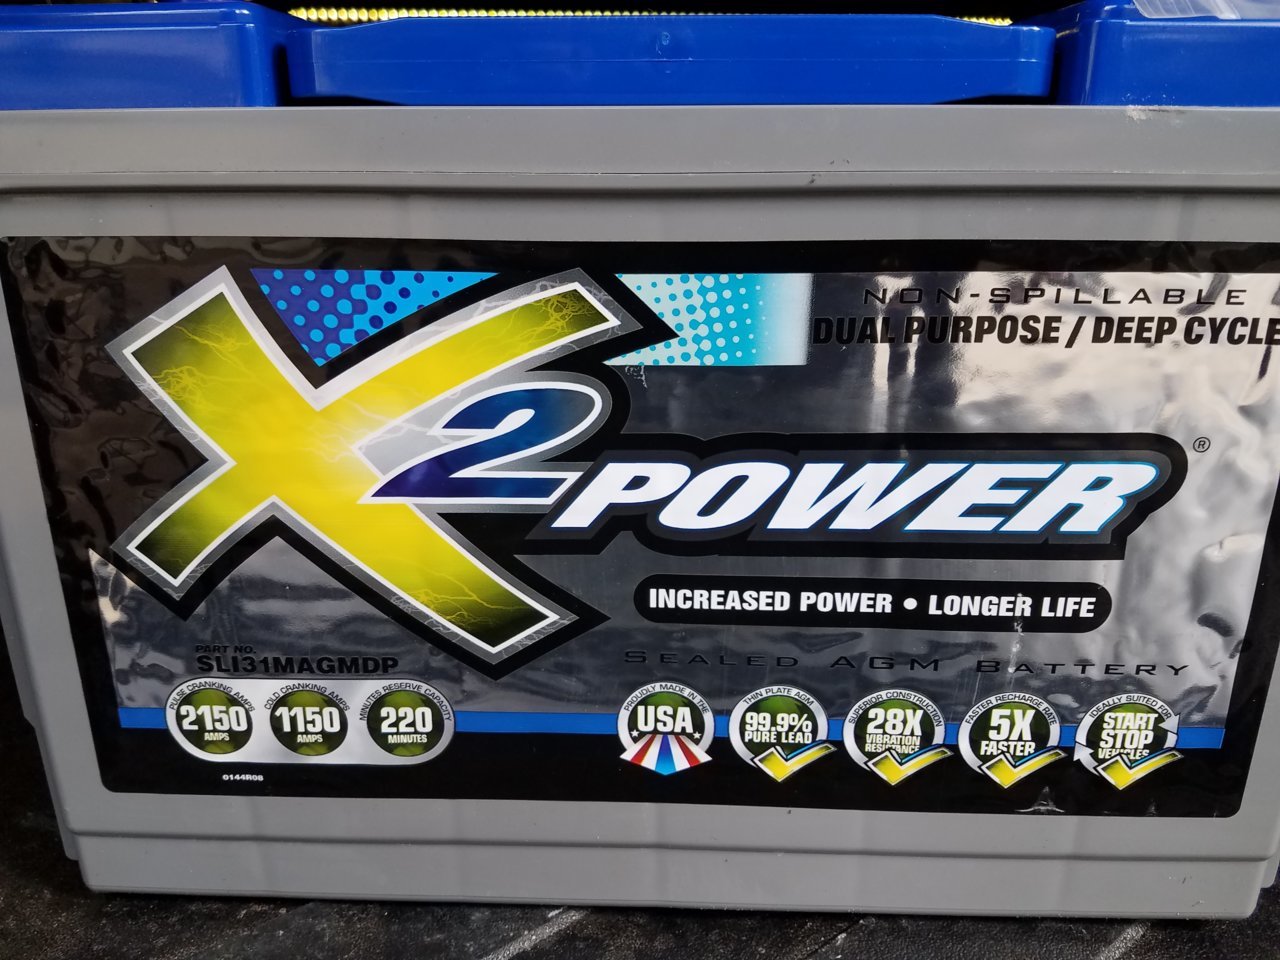 NON-SPILLABLE
DUAL PURPOSE / DEEP CYCLE
X2POWER®
INCREASED POWER • LONGER LIFE
SEALED AGM BATTERY
PART NO.
SLI31MAGMDP
PULSE CRANKING AMPS
2150
AMPS
COLD CRANKING AMPS
1150
AMPS
MINUTES RESERVE CAPACITY
220
MINUTES
PROUDLY MADE IN THE
USA
THIN PLATE AGM
99.9%
PURE LEAD
SUPERIOR CONSTRUCTION
28X
VIBRATION
RESISTANCE
FASTER RECHARGE RATE
5X
FASTER
IDEALLY SUITED FOR
START
STOP
VEHICLES
0144R08